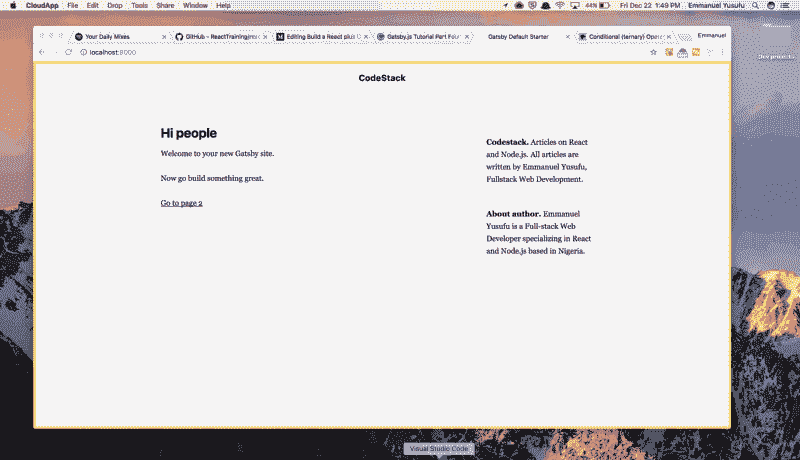 CloudApp File Edit Drop Tools Share Window Help 44% Fri Dec 22 1:49 PM Emmanuel Yusufu
Your Daily Mixes GitHub - ReactTraining/rea Editing Build a React plus C Gatsby.js Tutorial Part Four Gatsby Default Starter Conditional (ternary) Opera Emmanuel
localhost:8000
Dev projects
CodeStack
Hi people
Welcome to your new Gatsby site.
Now go build something great.
Go to page 2
Codestack. Articles on React
and Node.js. All articles are
written by Emmanuel Yusufu,
Fullstack Web Development.
About author. Emmanuel
Yusufu is a Full-stack Web
Developer specializing in React
and Node.js based in Nigeria.
Visual Studio Code